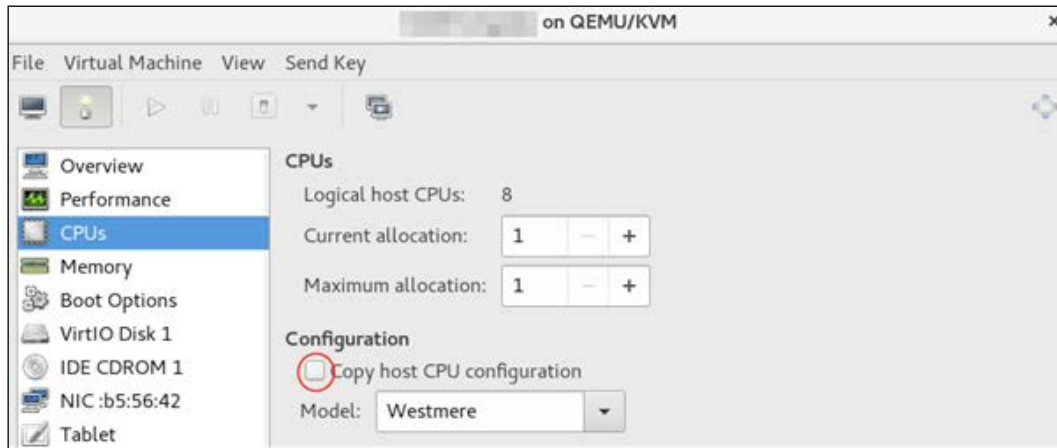 on QEMU/KVM
File Virtual Machine View Send Key
Overview
Performance
CPUs
Memory
Boot Options
VirtIO Disk 1
IDE CDROM 1
NIC :b5:56:42
Tablet
CPUs
Logical host CPUs: 8
Current allocation: 1 − +
Maximum allocation: 1 − +
Configuration
Copy host CPU configuration
Model: Westmere